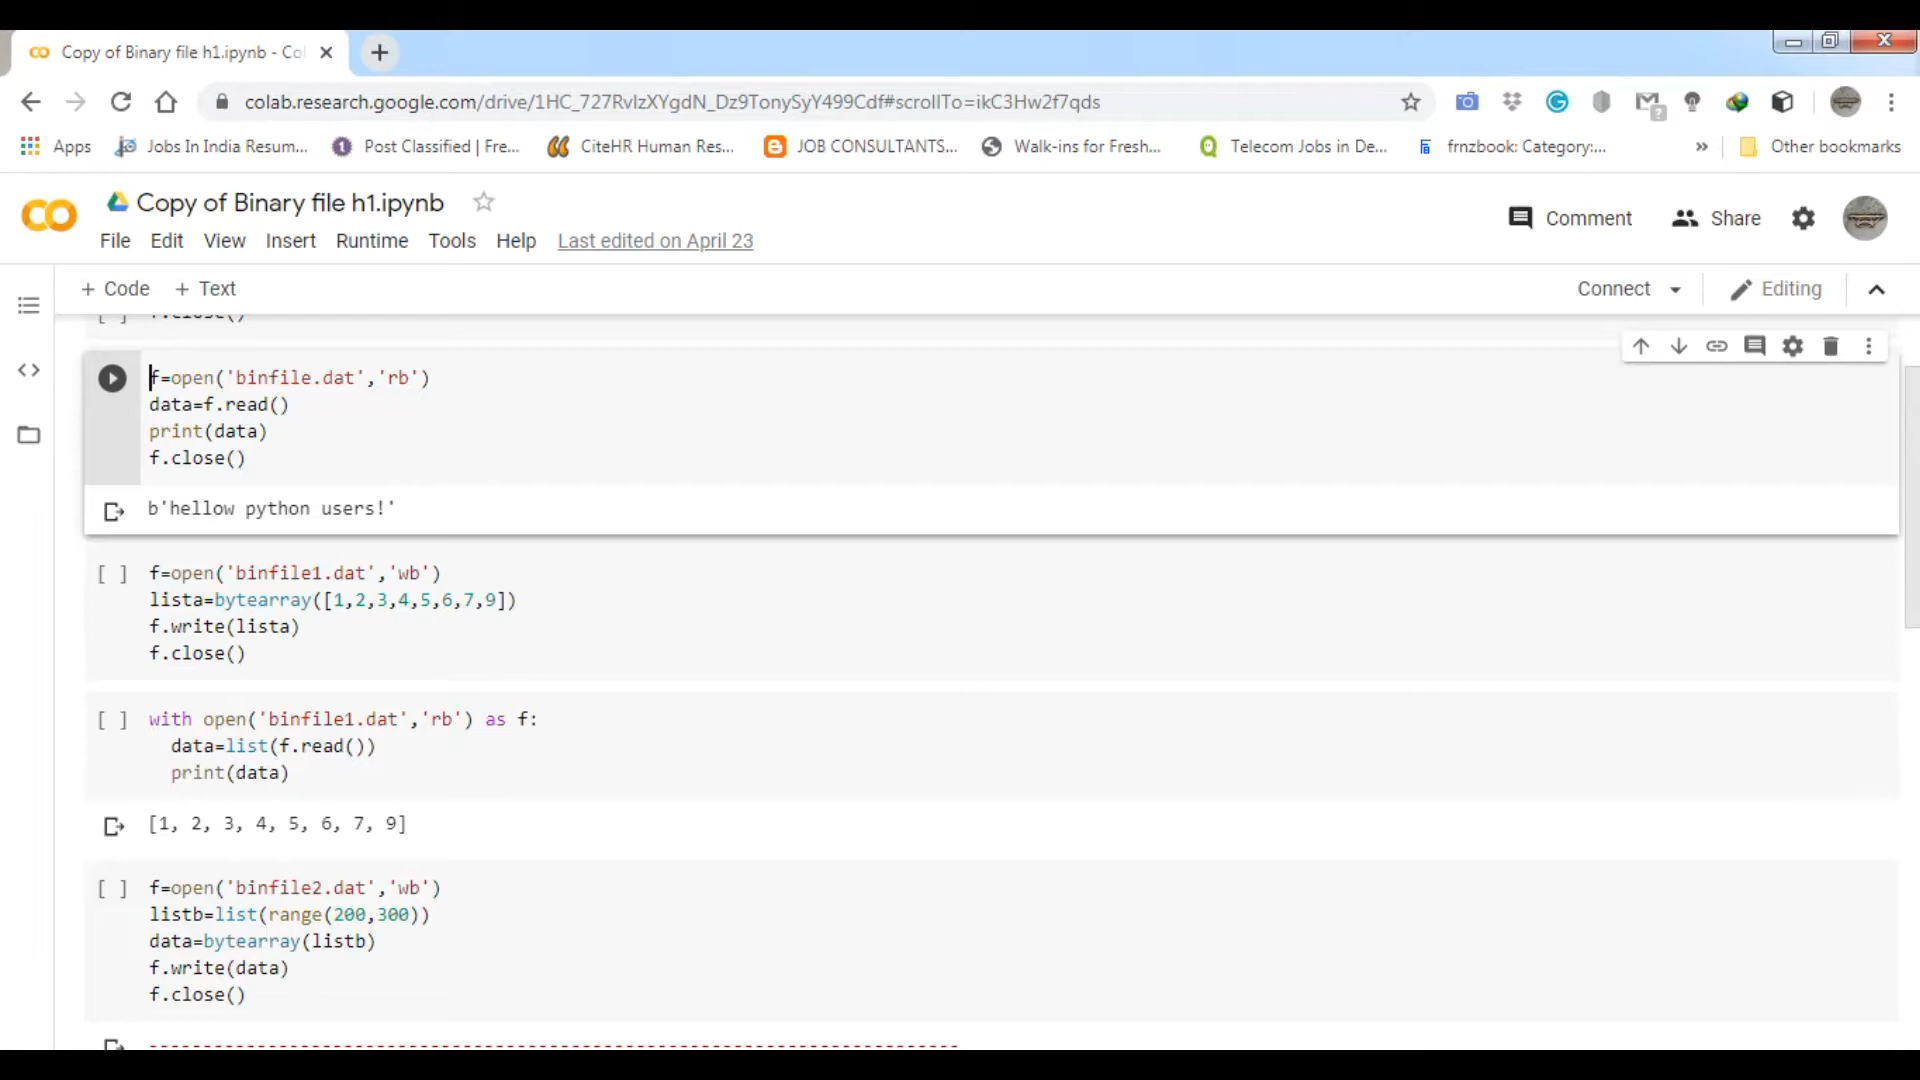 Copy of Binary file h1.ipynb - Co
colab.research.google.com/drive/1HC_727RvIzXYgdN_Dz9TonySyY499Cdf#scrollTo=ikC3Hw2f7qds
Apps Jobs In India Resum... Post Classified | Fre... CiteHR Human Res... JOB CONSULTANTS... Walk-ins for Fresh... Telecom Jobs in De... frnzbook: Category:... » Other bookmarks
Copy of Binary file h1.ipynb
Comment Share
File Edit View Insert Runtime Tools Help Last edited on April 23
+ Code + Text Connect Editing
[ ] f.close()
f=open('binfile.dat','rb')
data=f.read()
print(data)
f.close()
b'hellow python users!'
[ ] f=open('binfile1.dat','wb')
lista=bytearray([1,2,3,4,5,6,7,9])
f.write(lista)
f.close()
[ ] with open('binfile1.dat','rb') as f:
data=list(f.read())
print(data)
[1, 2, 3, 4, 5, 6, 7, 9]
[ ] f=open('binfile2.dat','wb')
listb=list(range(200,300))
data=bytearray(listb)
f.write(data)
f.close()
---------------------------------------------------------------------------